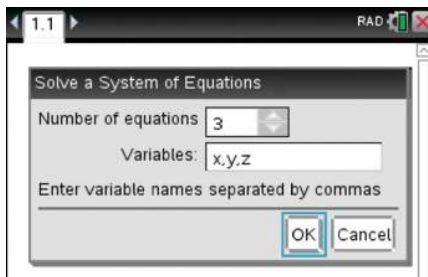 1.1 RAD
Solve a System of Equations
Number of equations 3
Variables: x,y,z
Enter variable names separated by commas
OK Cancel